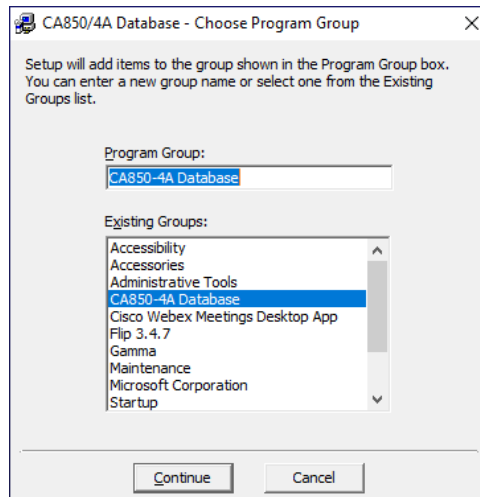 CA850/4A Database - Choose Program Group
Setup will add items to the group shown in the Program Group box.
You can enter a new group name or select one from the Existing
Groups list.
Program Group:
CA850-4A Database
Existing Groups:
Accessibility
Accessories
Administrative Tools
CA850-4A Database
Cisco Webex Meetings Desktop App
Flip 3.4.7
Gamma
Maintenance
Microsoft Corporation
Startup
Continue
Cancel